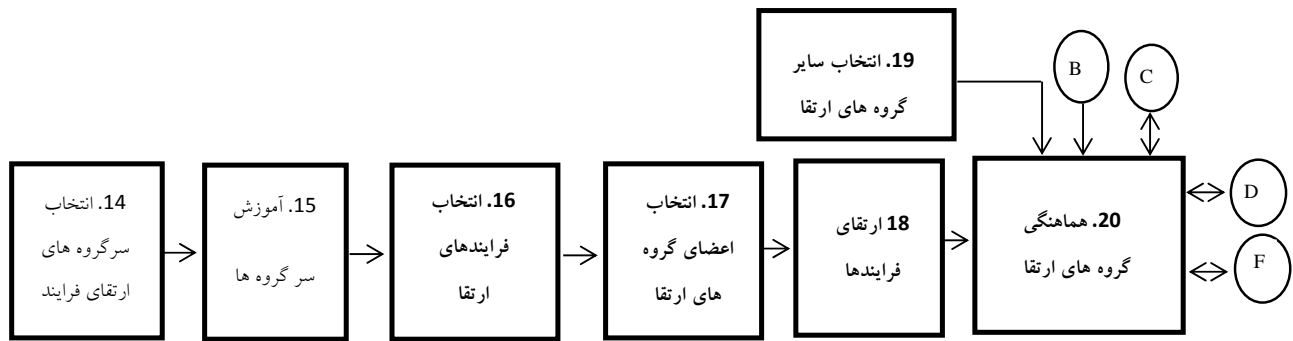 19. انتخاب سایر
گروه های ارتقا
B
C
14. انتخاب
سرگروه های
ارتقای فرایند
15. آموزش
سر گروه ها
16. انتخاب
فرایندهای
ارتقا
17. انتخاب
اعضای گروه
های ارتقا
18 ارتقای
فرایندها
20. هماهنگی
گروه های ارتقا
D
F